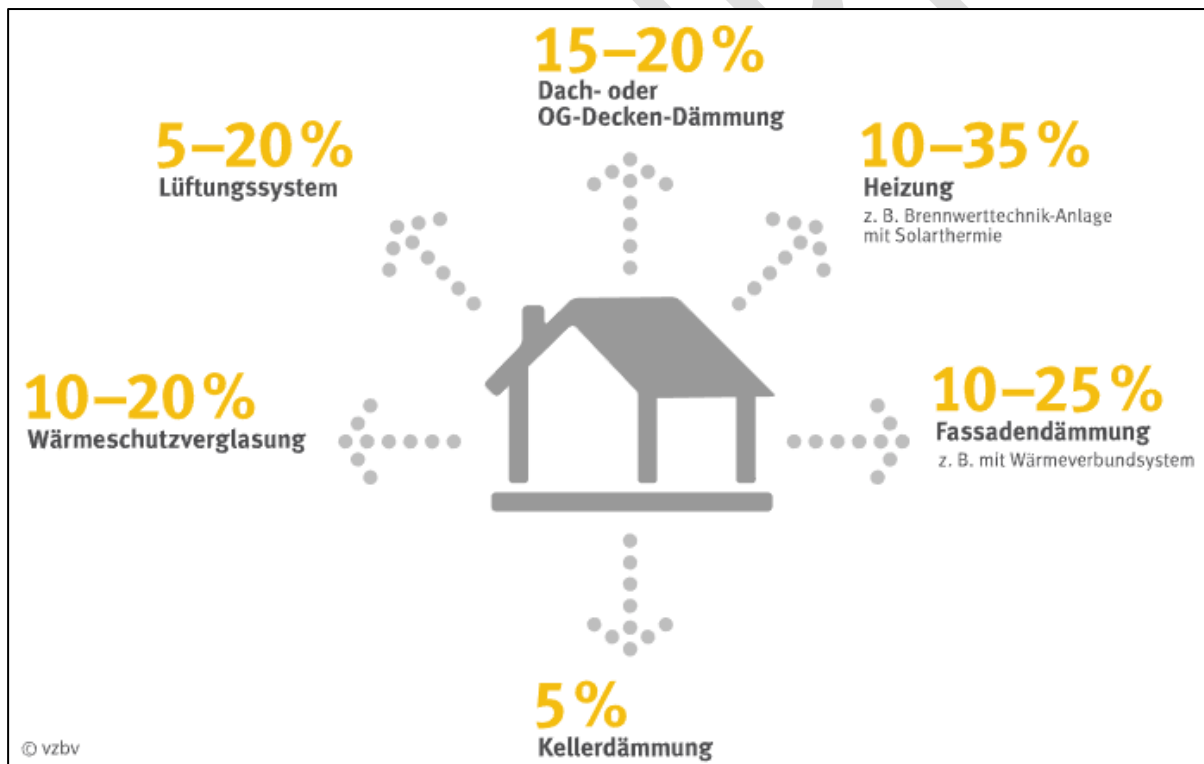 15–20 %
Dach- oder
OG-Decken-Dämmung
5–20 %
Lüftungssystem
10–35 %
Heizung
z. B. Brennwerttechnik-Anlage
mit Solarthermie
10–20 %
Wärmeschutzverglasung
10–25 %
Fassadendämmung
z. B. mit Wärmeverbundsystem
5 %
Kellerdämmung
© vzbv